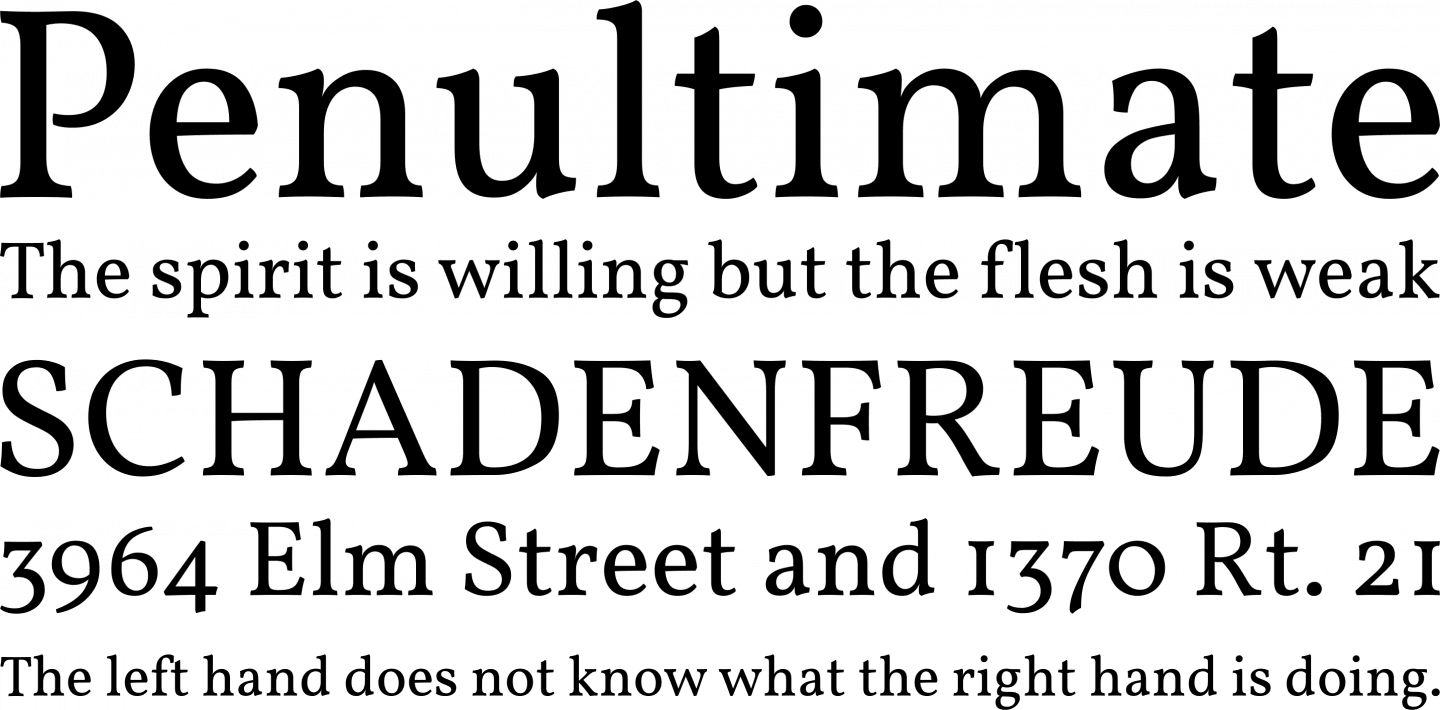 Penultimate
The spirit is willing but the flesh is weak
SCHADENFREUDE
3964 Elm Street and 1370 Rt. 21
The left hand does not know what the right hand is doing.